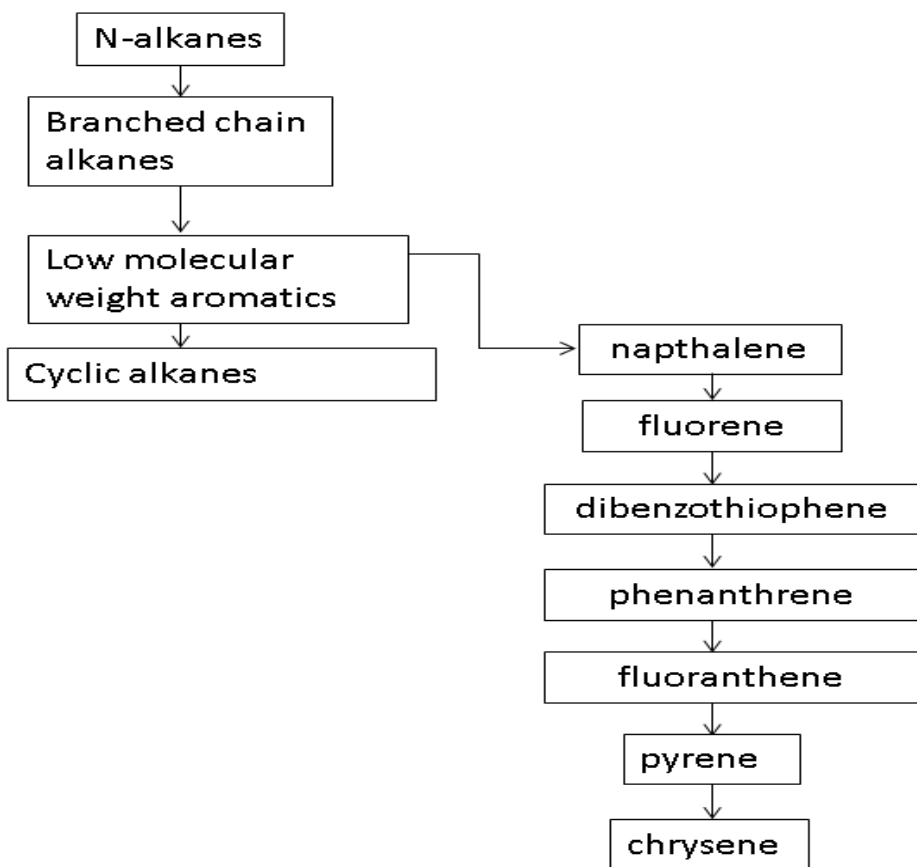 N-alkanes
Branched chain
alkanes
Low molecular
weight aromatics
Cyclic alkanes
napthalene
fluorene
dibenzothiophene
phenanthrene
fluoranthene
pyrene
chrysene